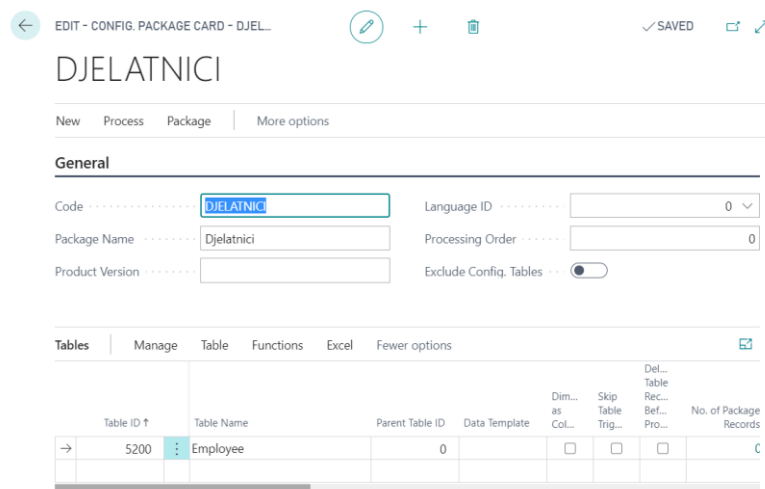 EDIT - CONFIG. PACKAGE CARD - DJEL...
SAVED
DJELATNICI
New Process Package More options
General
Code DJELATNICI Language ID 0
Package Name Djelatnici Processing Order 0
Product Version Exclude Config. Tables
Tables Manage Table Functions Excel Fewer options
Table ID ↑ Table Name Parent Table ID Data Template Dim... as Col... Skip Table Trig... Del... Table Rec... Bef... Pro... No. of Package Records
5200 Employee 0 0